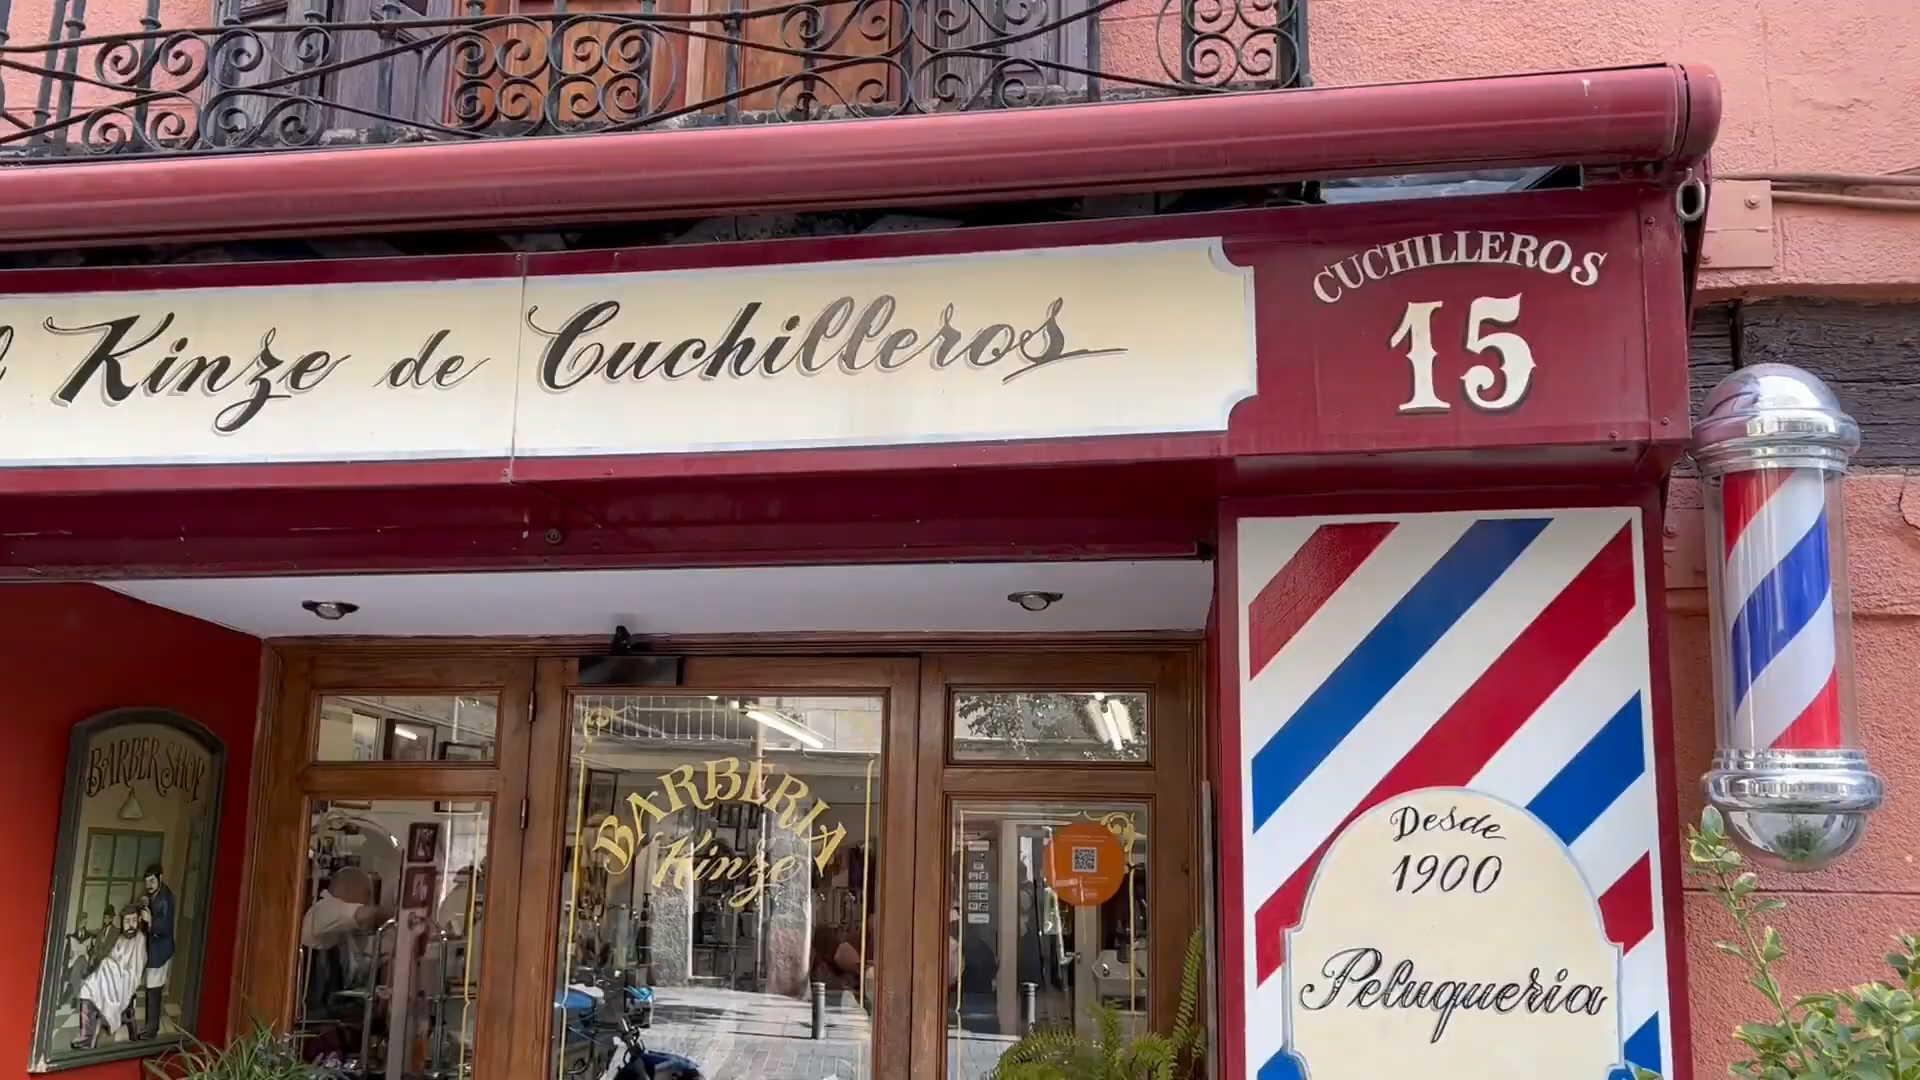 Kinze de Cuchilleros
CUCHILLEROS
15
BARBER SHOP
BARBERIA
Kinze
Desde
1900
Peluqueria